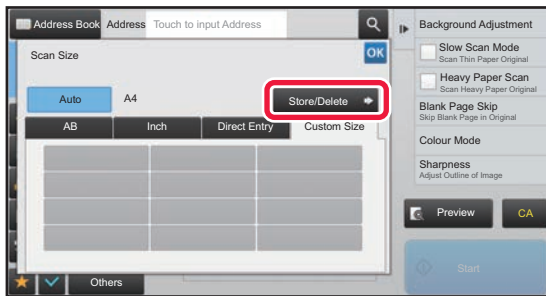 Address Book
Address
Touch to input Address
Scan Size
OK
Auto
A4
Store/Delete
AB
Inch
Direct Entry
Custom Size
Others
Background Adjustment
Slow Scan Mode
Scan Thin Paper Original
Heavy Paper Scan
Scan Heavy Paper Original
Blank Page Skip
Skip Blank Page in Original
Colour Mode
Sharpness
Adjust Outline of Image
Preview
CA
Start